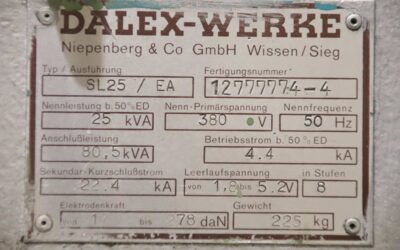 DALEX-WERKE
Niepenberg & Co GmbH Wissen/Sieg
Typ / Ausführung Fertigungsnummer
SL25 / EA 12777774-4
Nennleistung b. 50% ED Nenn-Primärspannung Nennfrequenz
25 kVA 380 V 50 Hz
Anschlußleistung Betriebsstrom b. 50% ED
80,5kVA 4.4 kA
Sekundär-Kurzschlußstrom Leerlaufspannung in Stufen
22.4 kA von 1,8 bis 5.2V 8
Elektrodenkraft Gewicht
von 1 bis 278 daN 225 kg